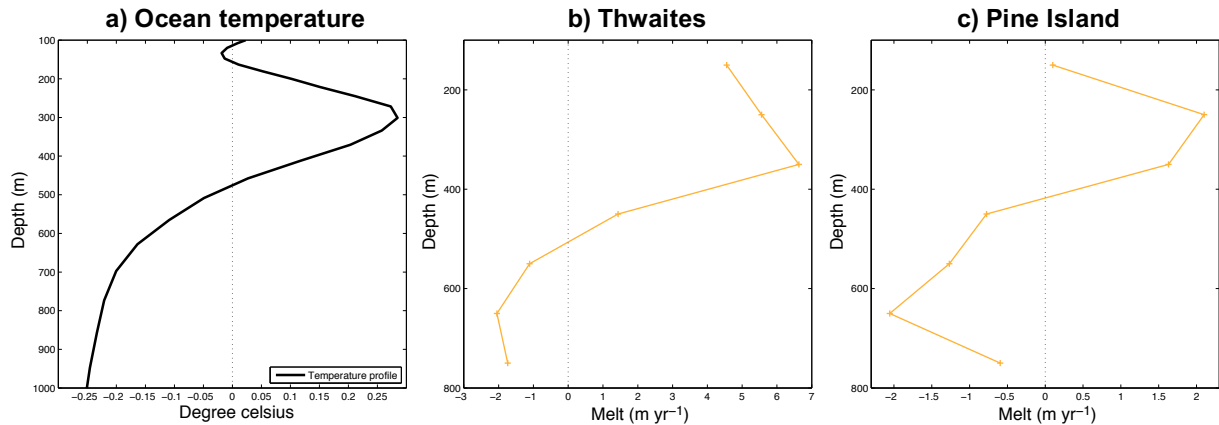 a) Ocean temperature
b) Thwaites
c) Pine Island
100
200
300
400
500
600
700
800
900
1000
Depth (m)
−0.25 −0.2 −0.15 −0.1 −0.05 0 0.05 0.1 0.15 0.2 0.25
Degree celsius
Temperature profile
200
400
600
800
Depth (m)
−3 −2 −1 0 1 2 3 4 5 6 7
Melt (m yr⁻¹)
200
400
600
800
Depth (m)
−2 −1.5 −1 −0.5 0 0.5 1 1.5 2
Melt (m yr⁻¹)